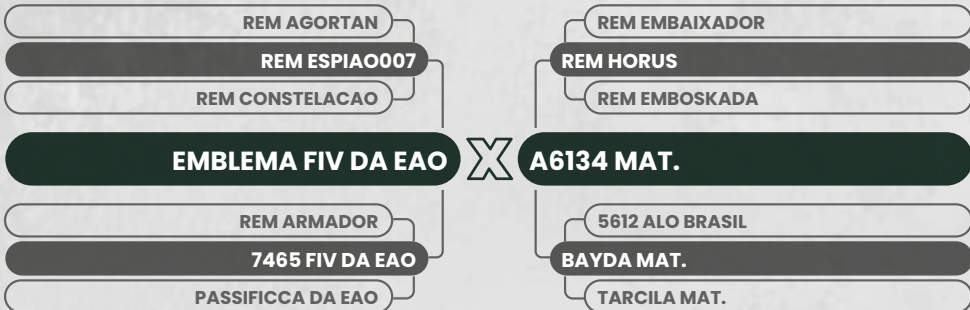 REM AGORTAN
REM ESPIAO007
REM CONSTELACAO
EMBLEMA FIV DA EAO
REM ARMADOR
7465 FIV DA EAO
PASSIFICCA DA EAO
X
REM EMBAIXADOR
REM HORUS
REM EMBOSKADA
A6134 MAT.
5612 ALO BRASIL
BAYDA MAT.
TARCILA MAT.